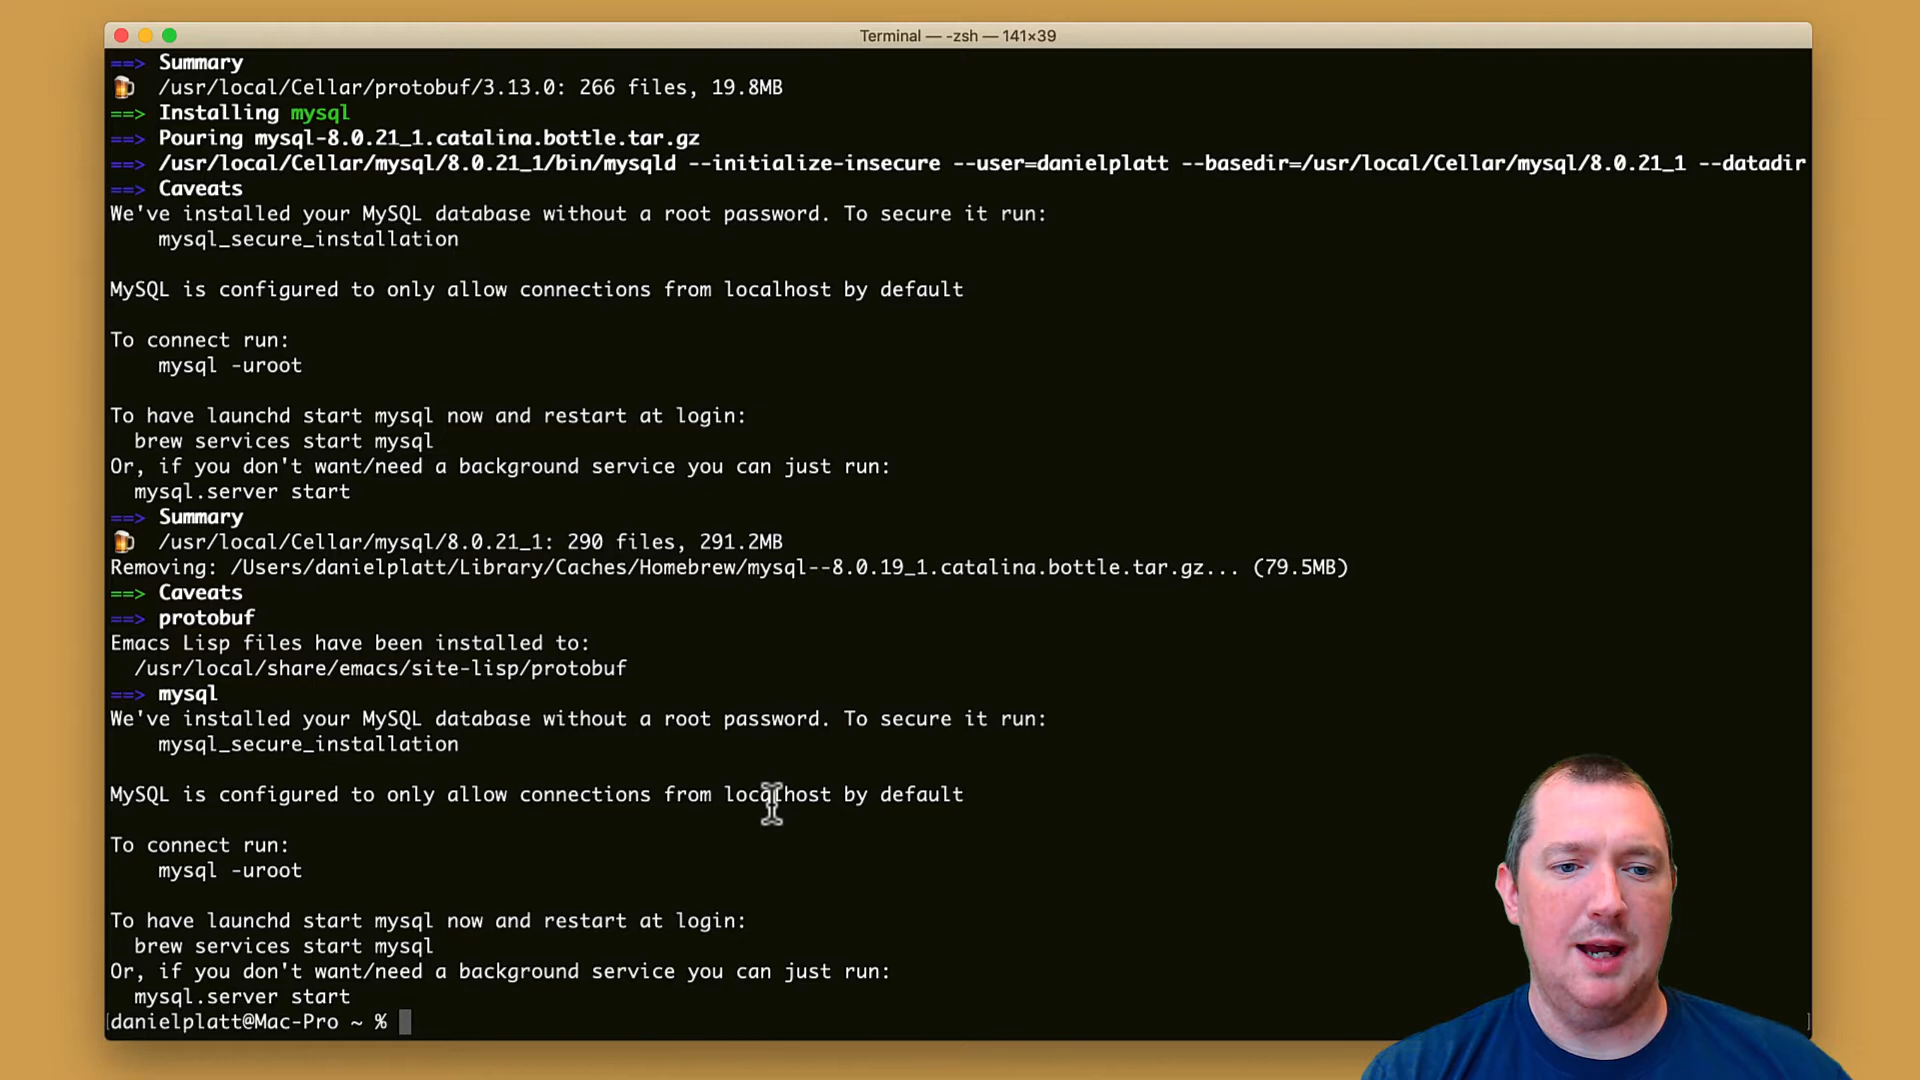 Terminal — -zsh — 141×39
==> Summary
/usr/local/Cellar/protobuf/3.13.0: 266 files, 19.8MB
==> Installing mysql
==> Pouring mysql-8.0.21_1.catalina.bottle.tar.gz
==> /usr/local/Cellar/mysql/8.0.21_1/bin/mysqld --initialize-insecure --user=danielplatt --basedir=/usr/local/Cellar/mysql/8.0.21_1 --datadir
==> Caveats
We've installed your MySQL database without a root password. To secure it run:
mysql_secure_installation
MySQL is configured to only allow connections from localhost by default
To connect run:
mysql -uroot
To have launchd start mysql now and restart at login:
brew services start mysql
Or, if you don't want/need a background service you can just run:
mysql.server start
==> Summary
/usr/local/Cellar/mysql/8.0.21_1: 290 files, 291.2MB
Removing: /Users/danielplatt/Library/Caches/Homebrew/mysql--8.0.19_1.catalina.bottle.tar.gz... (79.5MB)
==> Caveats
==> protobuf
Emacs Lisp files have been installed to:
/usr/local/share/emacs/site-lisp/protobuf
==> mysql
We've installed your MySQL database without a root password. To secure it run:
mysql_secure_installation
MySQL is configured to only allow connections from localhost by default
To connect run:
mysql -uroot
To have launchd start mysql now and restart at login:
brew services start mysql
Or, if you don't want/need a background service you can just run:
mysql.server start
danielplatt@Mac-Pro ~ %